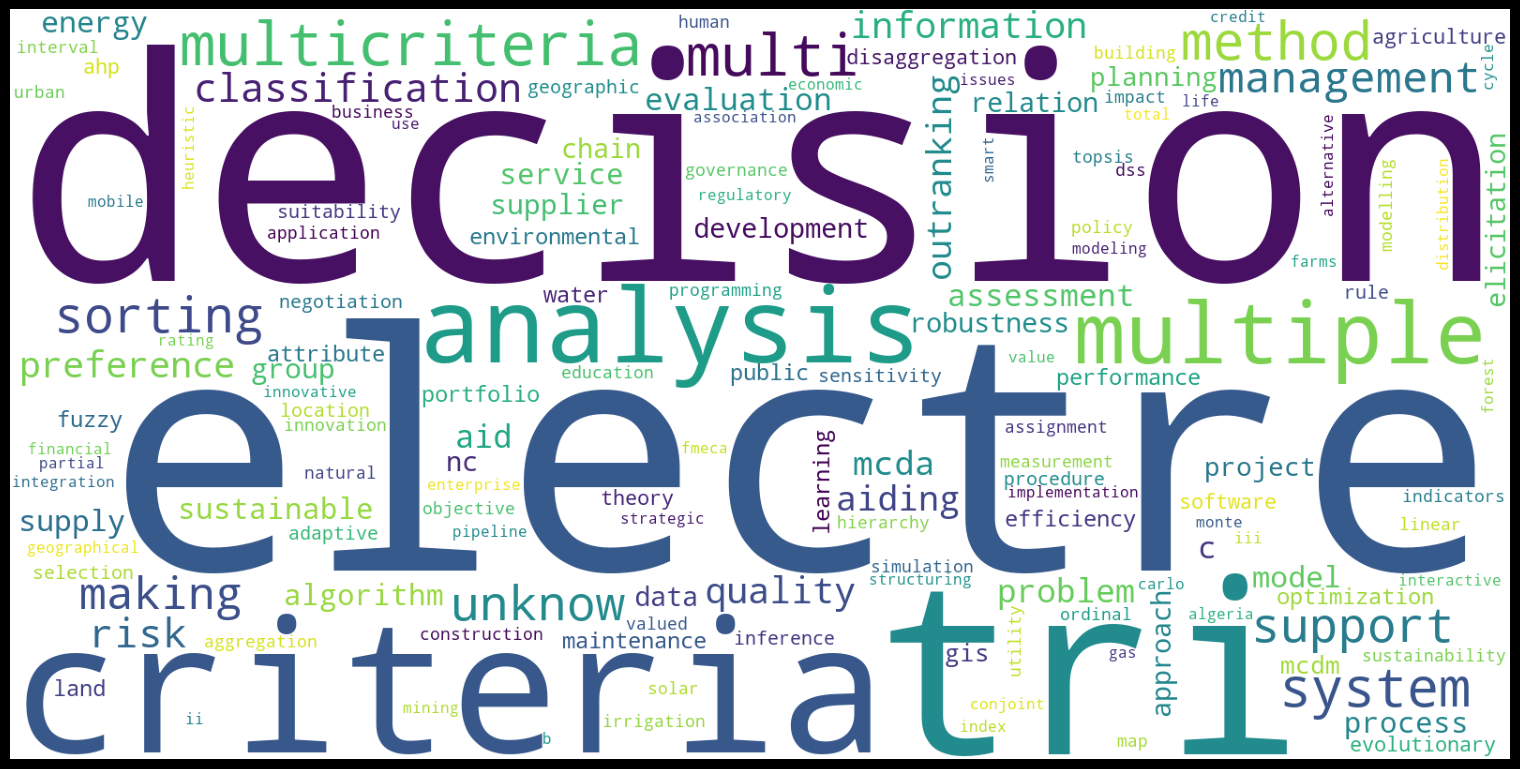 energy
multicriteria
human
information
credit
method
agriculture
interval
ahp
multi
disaggregation
building
cycle
urban
classification
geographic
business
use
evaluation
economic
issues
association
planning
relation
management
impact
life
total
decision
heuristic
chain
service
supplier
governance
regulatory
outranking
smart
topsis
dss
alternative
modelling
distribution
elicitation
mobile
suitability
application
environmental
development
policy
modeling
farms
sorting
negotiation
water
programming
assessment
rule
rating
analysis
robustness
multiple
preference
attribute
group
education
public
sensitivity
value
performance
forest
innovative
portfolio
location
innovation
fuzzy
electre
financial
partial
integration
natural
aid
nc
enterprise
fmeca
theory
strategic
learning
mcda
aiding
hierarchy
assignment
measurement
procedure
implementation
efficiency
project
indicators
software
monte
linear
iii
c
sustainable
adaptive
objective
pipeline
supply
geographical
selection
simulation
structuring
making
algorithm
unknow
data
quality
problem
carlo
model
interactive
optimization
risk
aggregation
construction
valued
maintenance
inference
ordinal
algeria
approach
support
criteria
tri
gis
utility
gas
mcdm
sustainability
land
solar
system
ii
mining
irrigation
conjoint
index
process
b
map
evolutionary